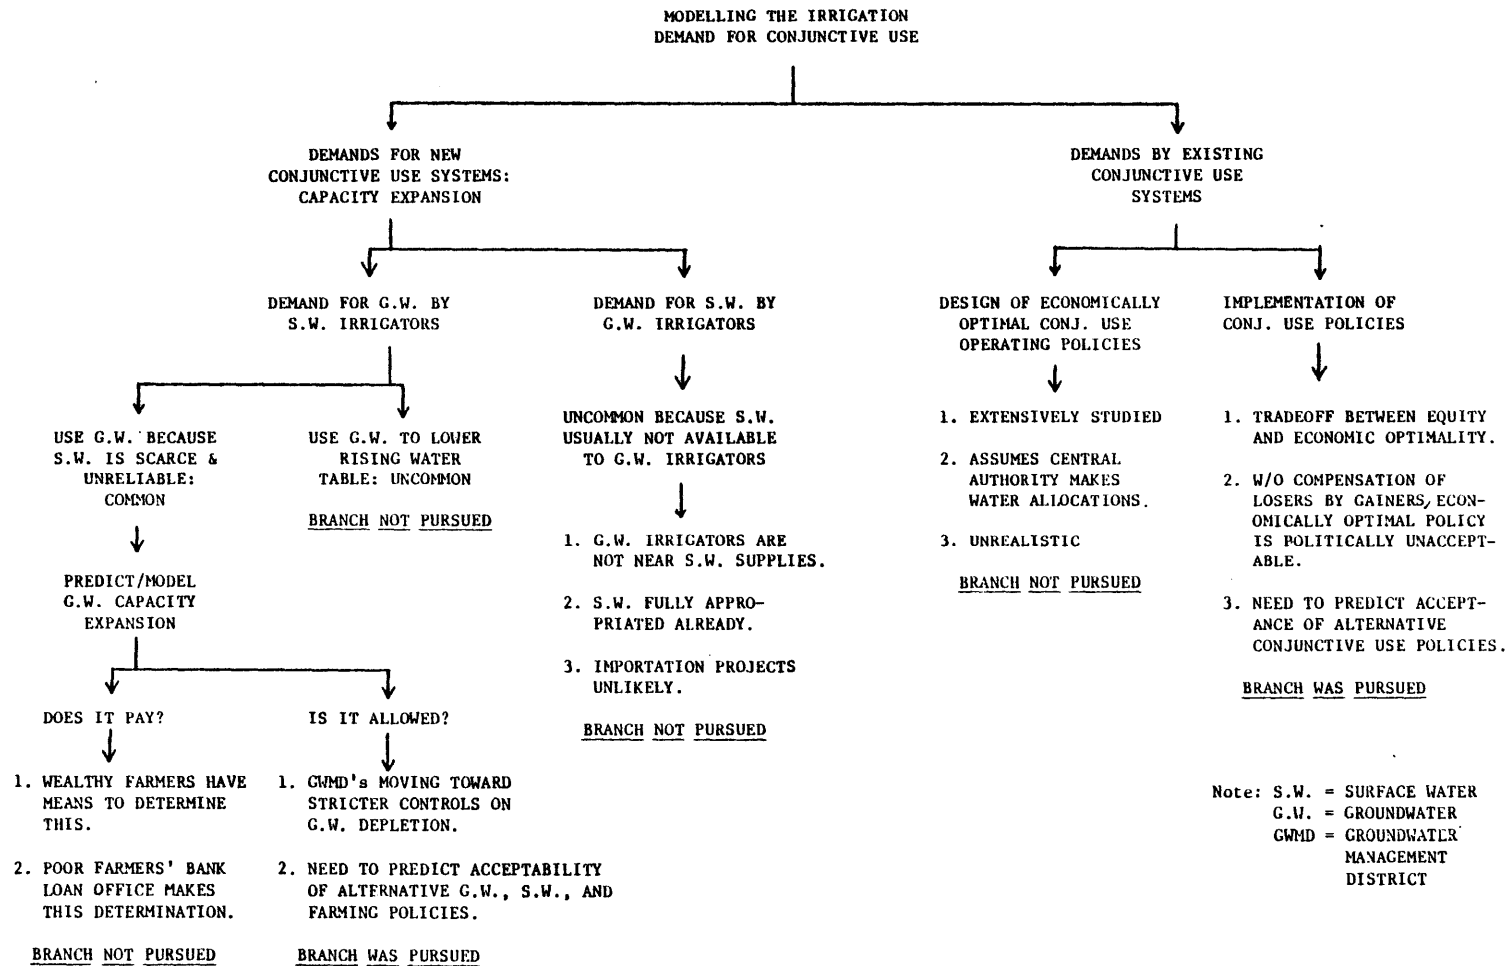 MODELLING THE IRRIGATION
DEMAND FOR CONJUNCTIVE USE
DEMANDS FOR NEW
CONJUNCTIVE USE SYSTEMS:
CAPACITY EXPANSION
DEMANDS BY EXISTING
CONJUNCTIVE USE
SYSTEMS
DEMAND FOR G.W. BY
S.W. IRRIGATORS
DEMAND FOR S.W. BY
G.W. IRRIGATORS
DESIGN OF ECONOMICALLY
OPTIMAL CONJ. USE
OPERATING POLICIES
IMPLEMENTATION OF
CONJ. USE POLICIES
USE G.W. BECAUSE
S.W. IS SCARCE &
UNRELIABLE:
COMMON
USE G.W. TO LOWER
RISING WATER
TABLE: UNCOMMON
BRANCH NOT PURSUED
UNCOMMON BECAUSE S.W.
USUALLY NOT AVAILABLE
TO G.W. IRRIGATORS
1. G.W. IRRIGATORS ARE
NOT NEAR S.W. SUPPLIES.
2. S.W. FULLY APPRO-
PRIATED ALREADY.
3. IMPORTATION PROJECTS
UNLIKELY.
BRANCH NOT PURSUED
1. EXTENSIVELY STUDIED
2. ASSUMES CENTRAL
AUTHORITY MAKES
WATER ALLOCATIONS.
3. UNREALISTIC
BRANCH NOT PURSUED
1. TRADEOFF BETWEEN EQUITY
AND ECONOMIC OPTIMALITY.
2. W/O COMPENSATION OF
LOSERS BY GAINERS, ECON-
OMICALLY OPTIMAL POLICY
IS POLITICALLY UNACCEPT-
ABLE.
3. NEED TO PREDICT ACCEPT-
ANCE OF ALTERNATIVE
CONJUNCTIVE USE POLICIES.
BRANCH WAS PURSUED
PREDICT/MODEL
G.W. CAPACITY
EXPANSION
DOES IT PAY?
IS IT ALLOWED?
1. WEALTHY FARMERS HAVE
MEANS TO DETERMINE
THIS.
2. POOR FARMERS' BANK
LOAN OFFICE MAKES
THIS DETERMINATION.
BRANCH NOT PURSUED
1. GWMD's MOVING TOWARD
STRICTER CONTROLS ON
G.W. DEPLETION.
2. NEED TO PREDICT ACCEPTABILITY
OF ALTERNATIVE G.W., S.W., AND
FARMING POLICIES.
BRANCH WAS PURSUED
Note: S.W. = SURFACE WATER
G.W. = GROUNDWATER
GWMD = GROUNDWATER
MANAGEMENT
DISTRICT